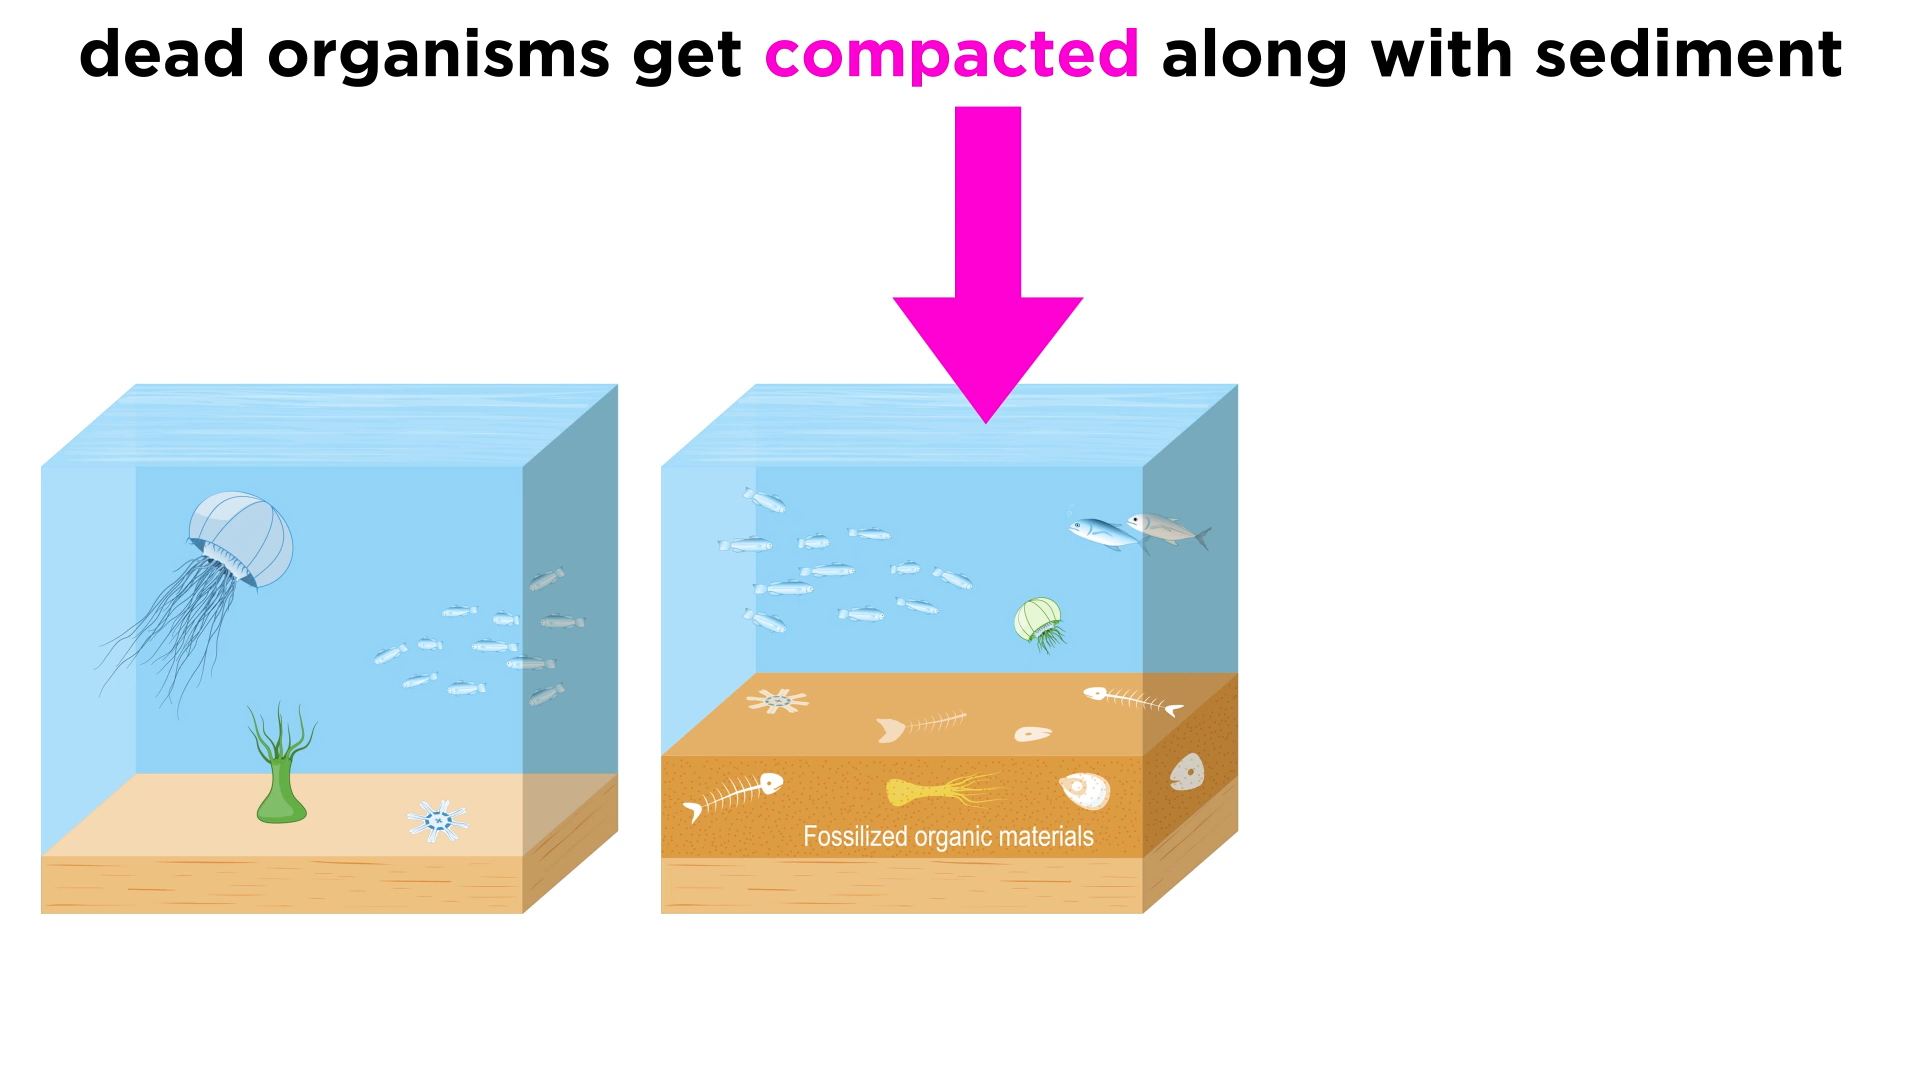 dead organisms get compacted along with sediment
Fossilized organic materials